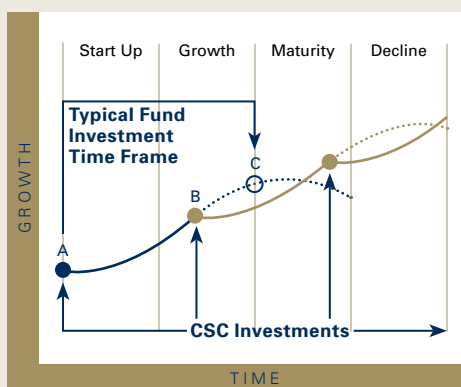 Start Up Growth Maturity Decline
Typical Fund
Investment
Time Frame
C
B
A
CSC Investments
GROWTH
TIME